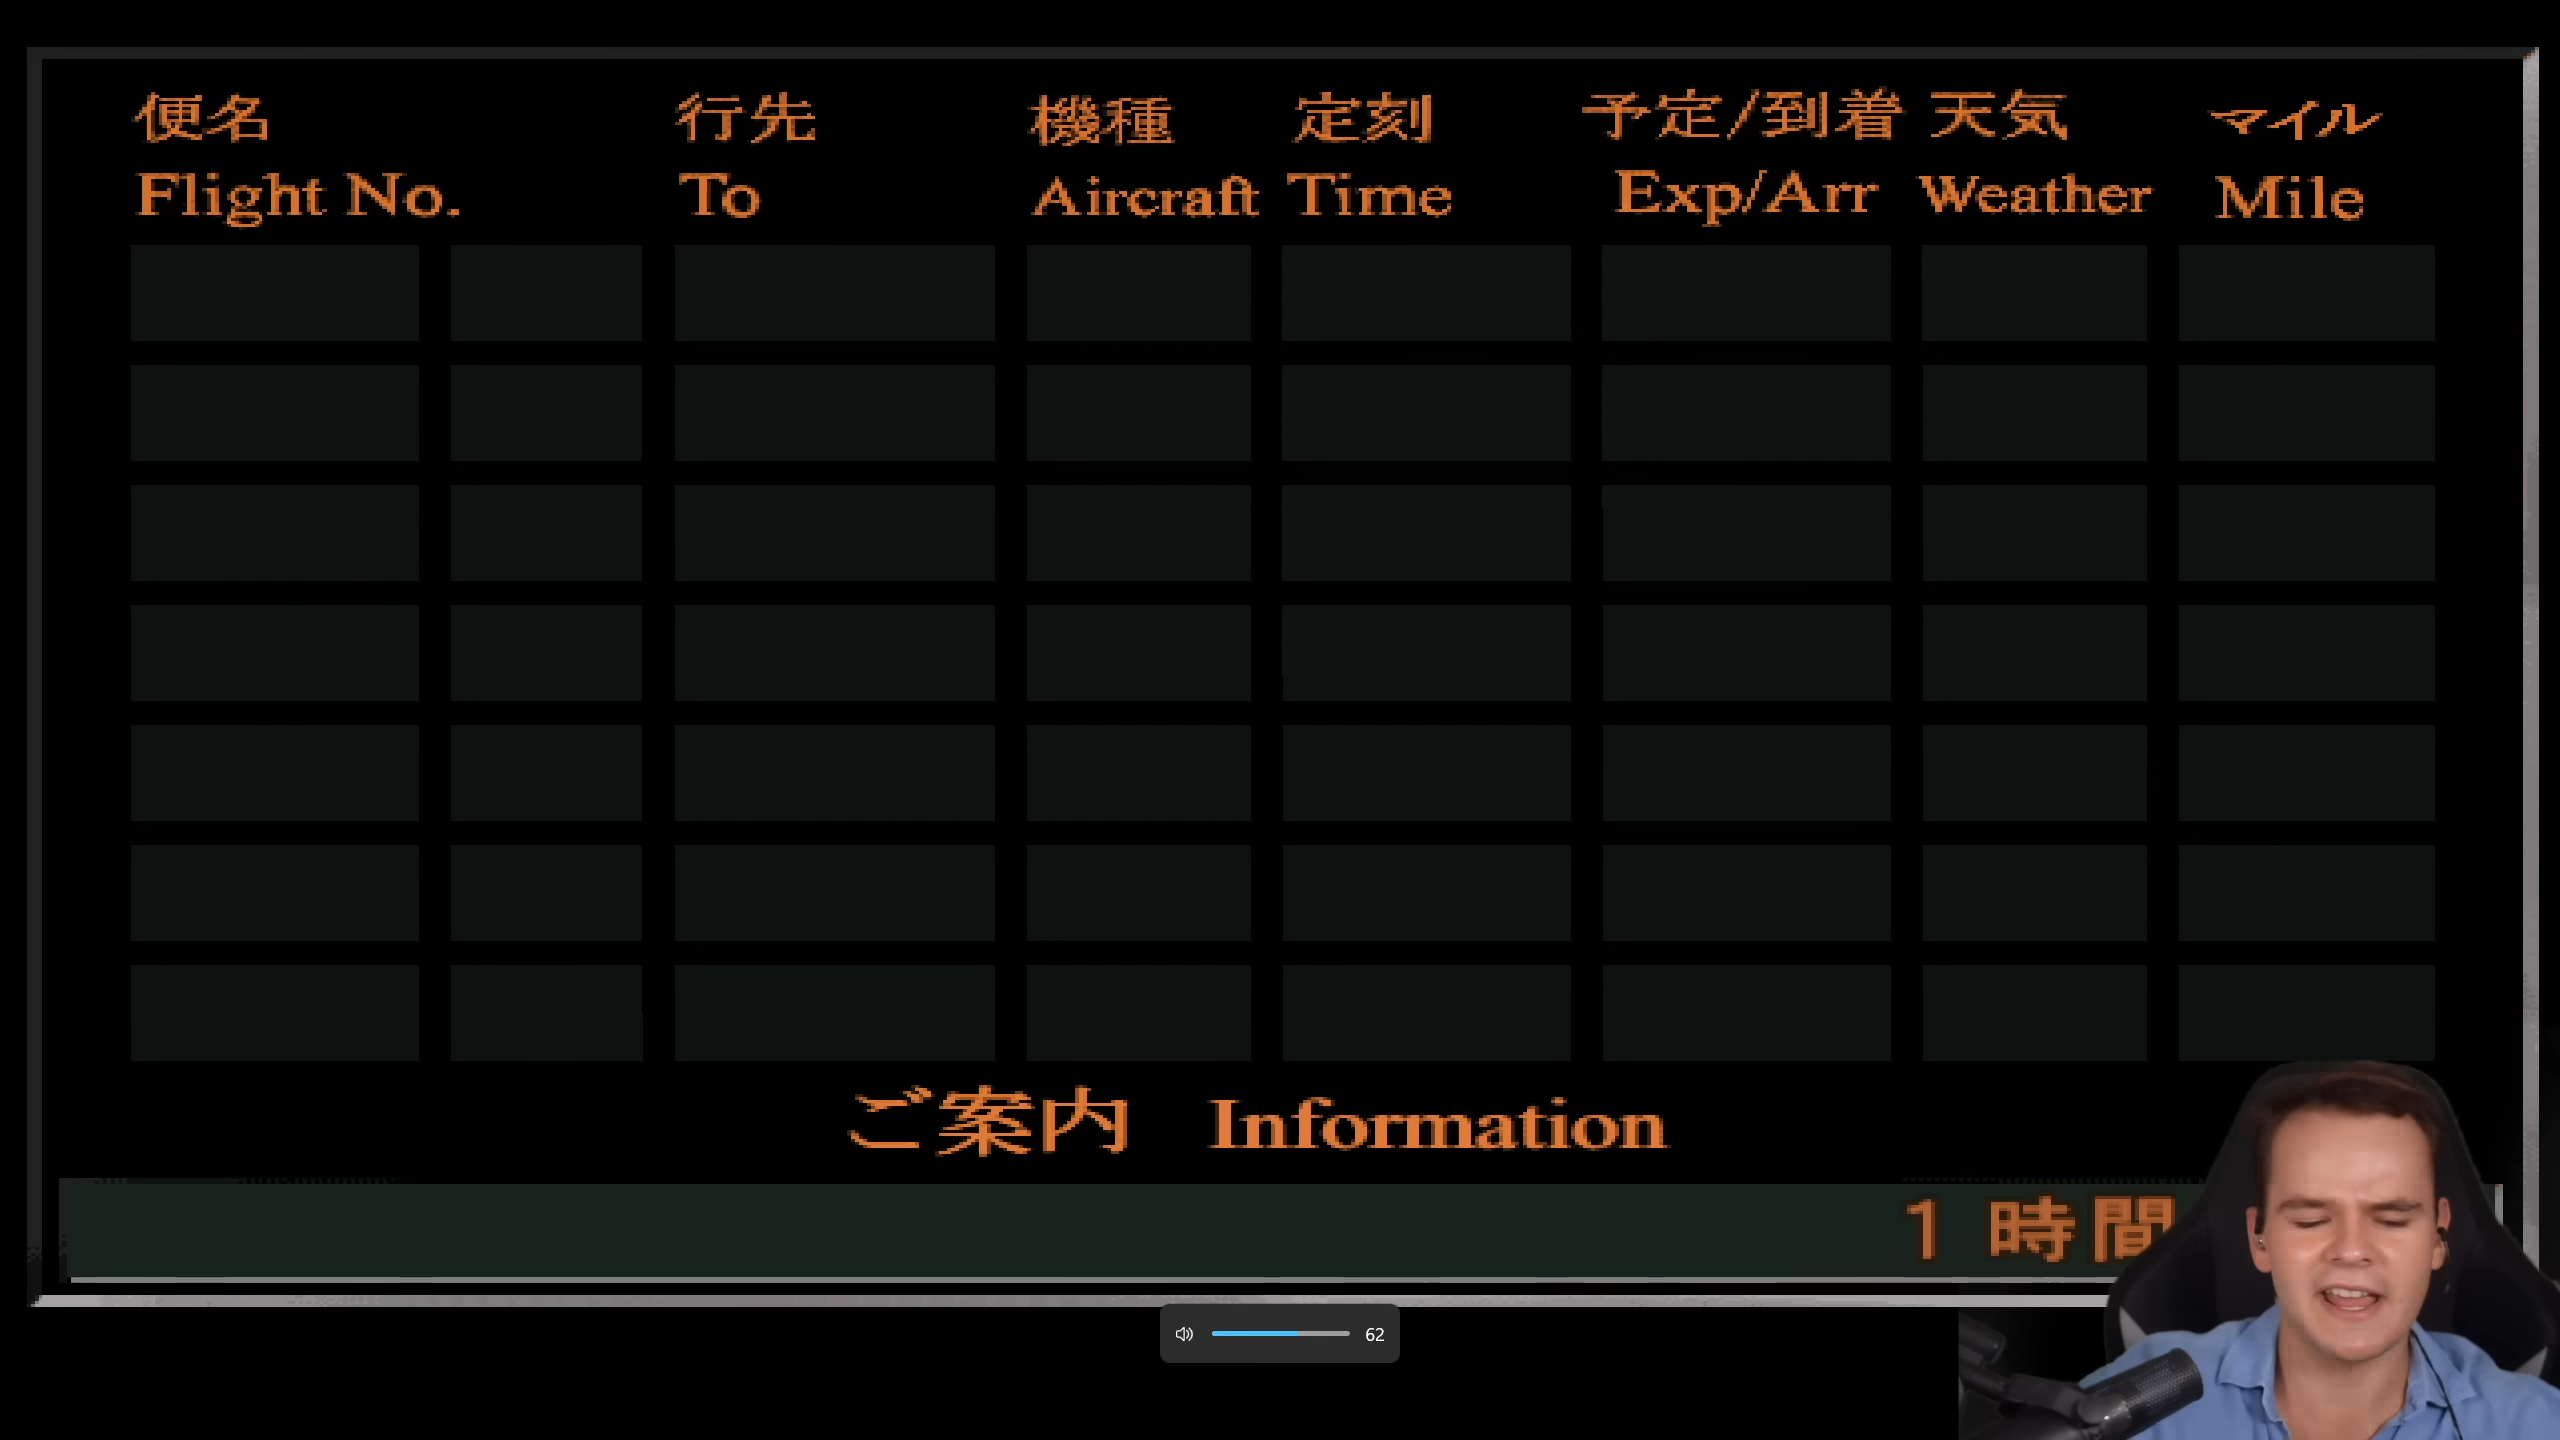 便名 行先 機種 定刻 予定/到着 天気 マイル
Flight No. To Aircraft Time Exp/Arr Weather Mile
ご案内 Information
1 時間
62